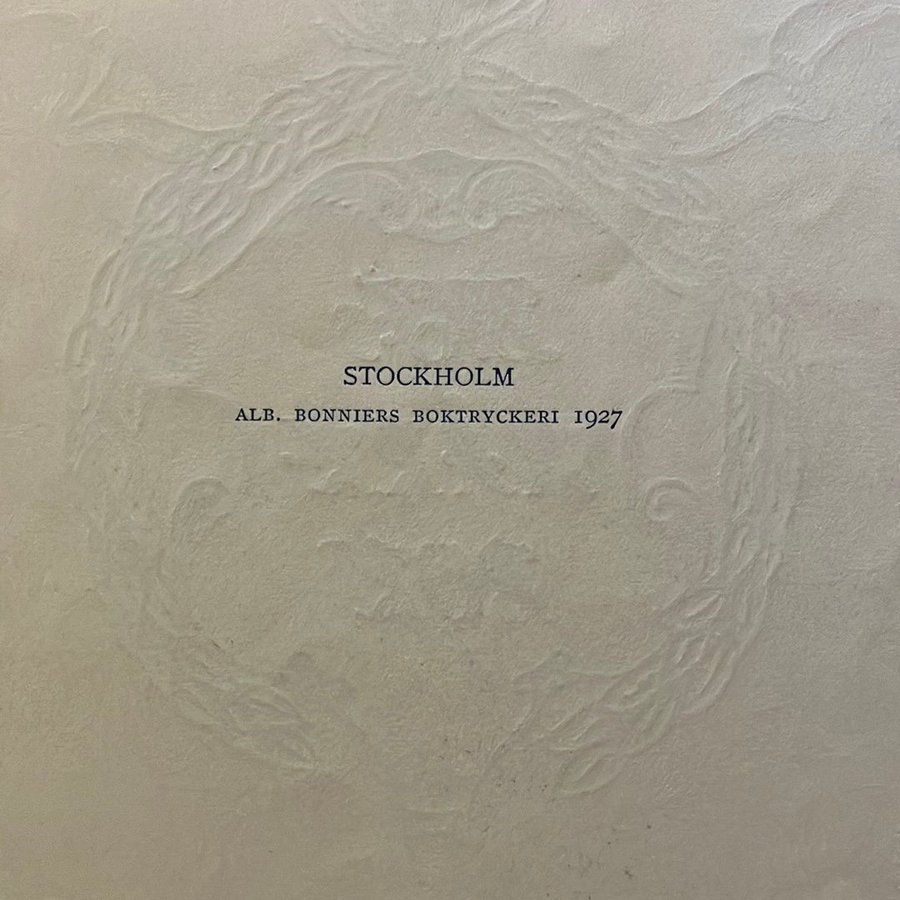 STOCKHOLM
ALB. BONNIERS BOKTRYCKERI 1927